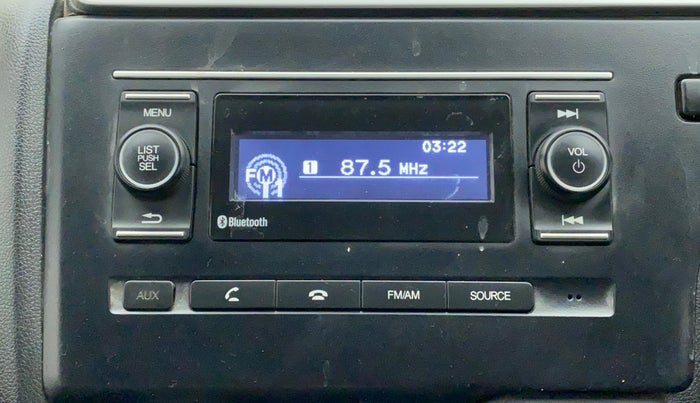 MENU
LIST
PUSH
SEL
03:22
FM
1 87.5 MHz
Bluetooth
VOL
AUX
FM/AM
SOURCE